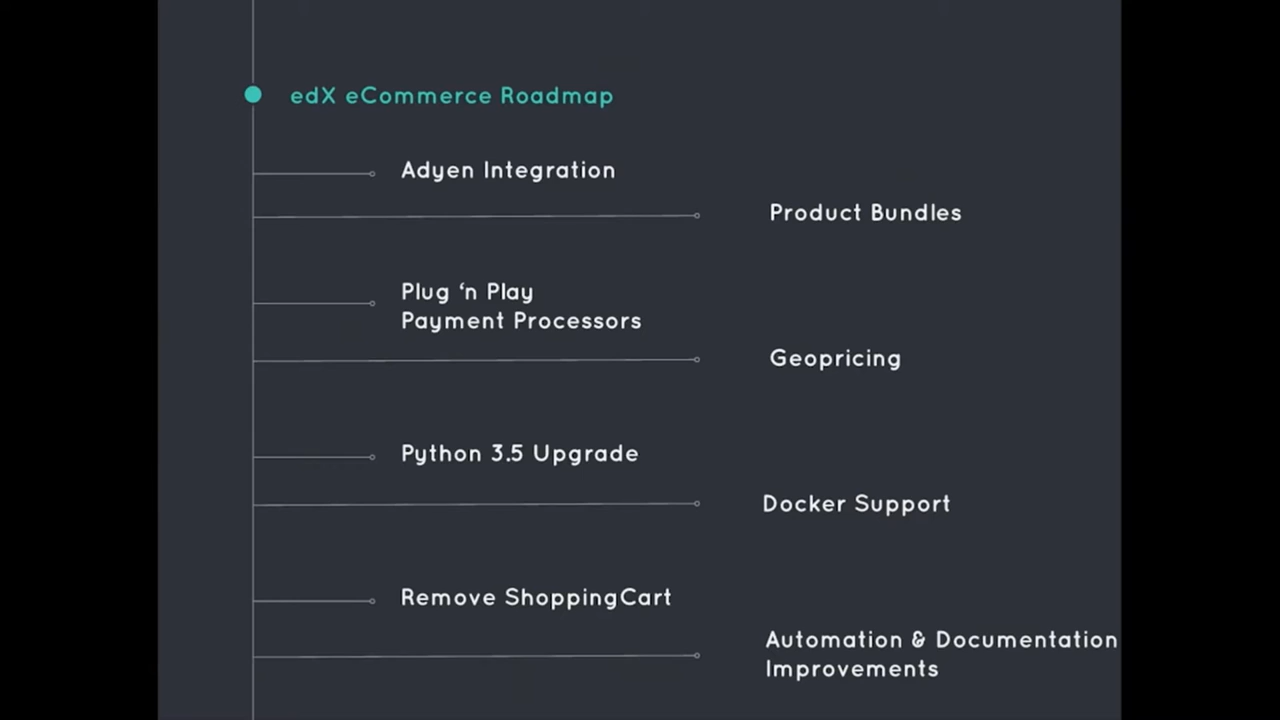 edX eCommerce Roadmap
Adyen Integration
Product Bundles
Plug ‘n Play
Payment Processors
Geopricing
Python 3.5 Upgrade
Docker Support
Remove ShoppingCart
Automation & Documentation
Improvements